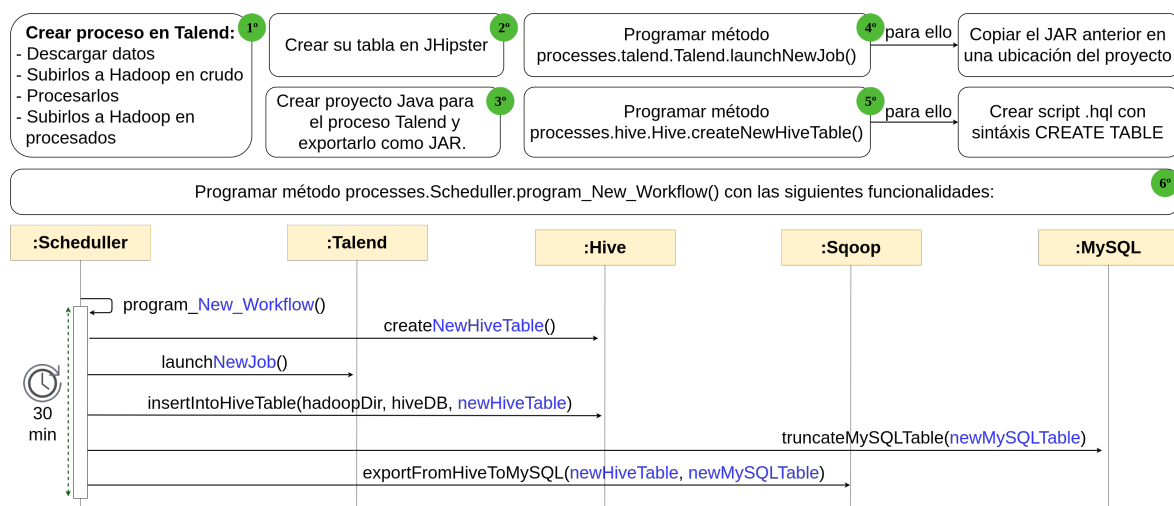 Crear proceso en Talend:
- Descargar datos
- Subirlos a Hadoop en crudo
- Procesarlos
- Subirlos a Hadoop en
procesados
1º
Crear su tabla en JHipster
2º
Crear proyecto Java para
el proceso Talend y
exportarlo como JAR.
3º
Programar método
processes.talend.Talend.launchNewJob()
4º
para ello
Copiar el JAR anterior en
una ubicación del proyecto
Programar método
processes.hive.Hive.createNewHiveTable()
5º
para ello
Crear script .hql con
sintáxis CREATE TABLE
Programar método processes.Scheduller.program_New_Workflow() con las siguientes funcionalidades:
6º
:Scheduller
:Talend
:Hive
:Sqoop
:MySQL
program_New_Workflow()
createNewHiveTable()
launchNewJob()
insertIntoHiveTable(hadoopDir, hiveDB, newHiveTable)
30
min
truncateMySQLTable(newMySQLTable)
exportFromHiveToMySQL(newHiveTable, newMySQLTable)